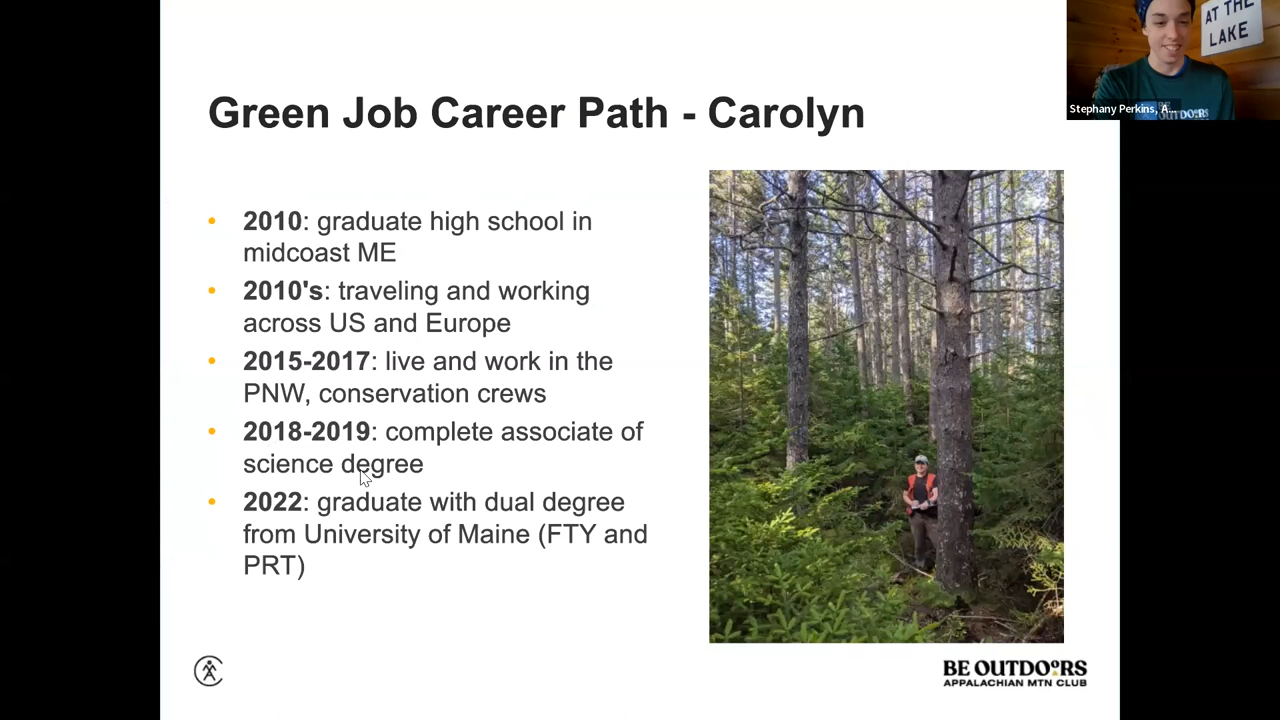 AT THE
LAKE
Stephany Perkins, A...
OUTDOORS
Green Job Career Path - Carolyn
• 2010: graduate high school in
midcoast ME
• 2010's: traveling and working
across US and Europe
• 2015-2017: live and work in the
PNW, conservation crews
• 2018-2019: complete associate of
science degree
• 2022: graduate with dual degree
from University of Maine (FTY and
PRT)
BE OUTDOORS
APPALACHIAN MTN CLUB